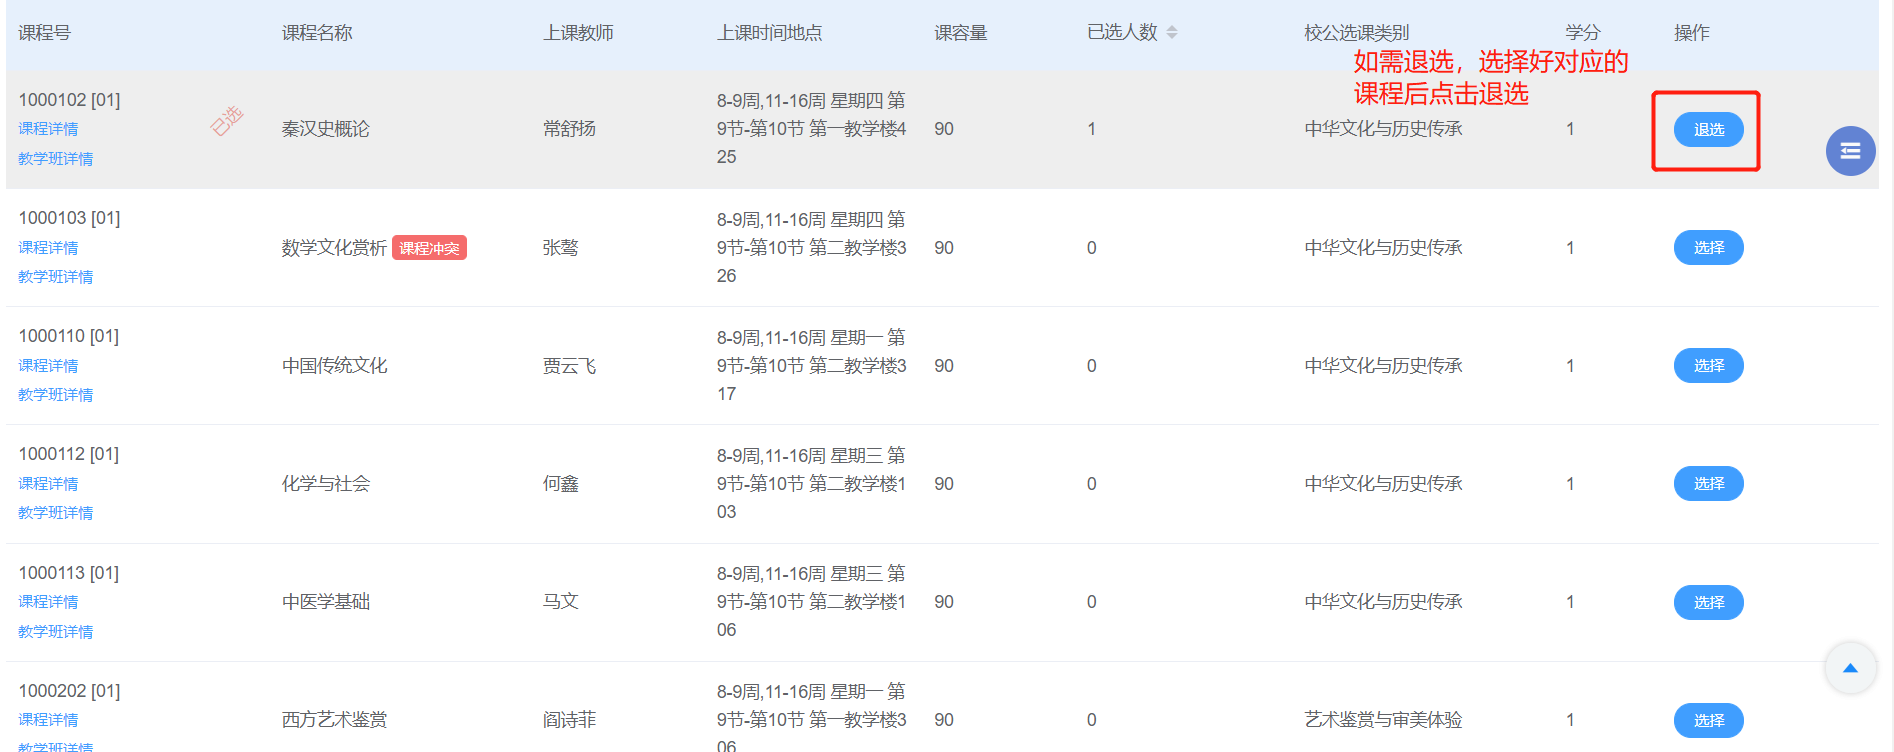 课程号 课程名称 上课教师 上课时间地点 课容量 已选人数 校公选课类别 学分 操作
如需退选，选择好对应的
课程后点击退选
1000102 [01]
课程详情
教学班详情
已选
秦汉史概论
常舒扬
8-9周,11-16周 星期四 第
9节-第10节 第一教学楼4
25
90
1
中华文化与历史传承
1
退选
1000103 [01]
课程详情
教学班详情
数学文化赏析 课程冲突
张骜
8-9周,11-16周 星期四 第
9节-第10节 第二教学楼3
26
90
0
中华文化与历史传承
1
选择
1000110 [01]
课程详情
教学班详情
中国传统文化
贾云飞
8-9周,11-16周 星期一 第
9节-第10节 第二教学楼3
17
90
0
中华文化与历史传承
1
选择
1000112 [01]
课程详情
教学班详情
化学与社会
何鑫
8-9周,11-16周 星期三 第
9节-第10节 第二教学楼1
03
90
0
中华文化与历史传承
1
选择
1000113 [01]
课程详情
教学班详情
中医学基础
马文
8-9周,11-16周 星期三 第
9节-第10节 第二教学楼1
06
90
0
中华文化与历史传承
1
选择
1000202 [01]
课程详情
教学班详情
西方艺术鉴赏
阎诗菲
8-9周,11-16周 星期一 第
9节-第10节 第一教学楼3
06
90
0
艺术鉴赏与审美体验
1
选择